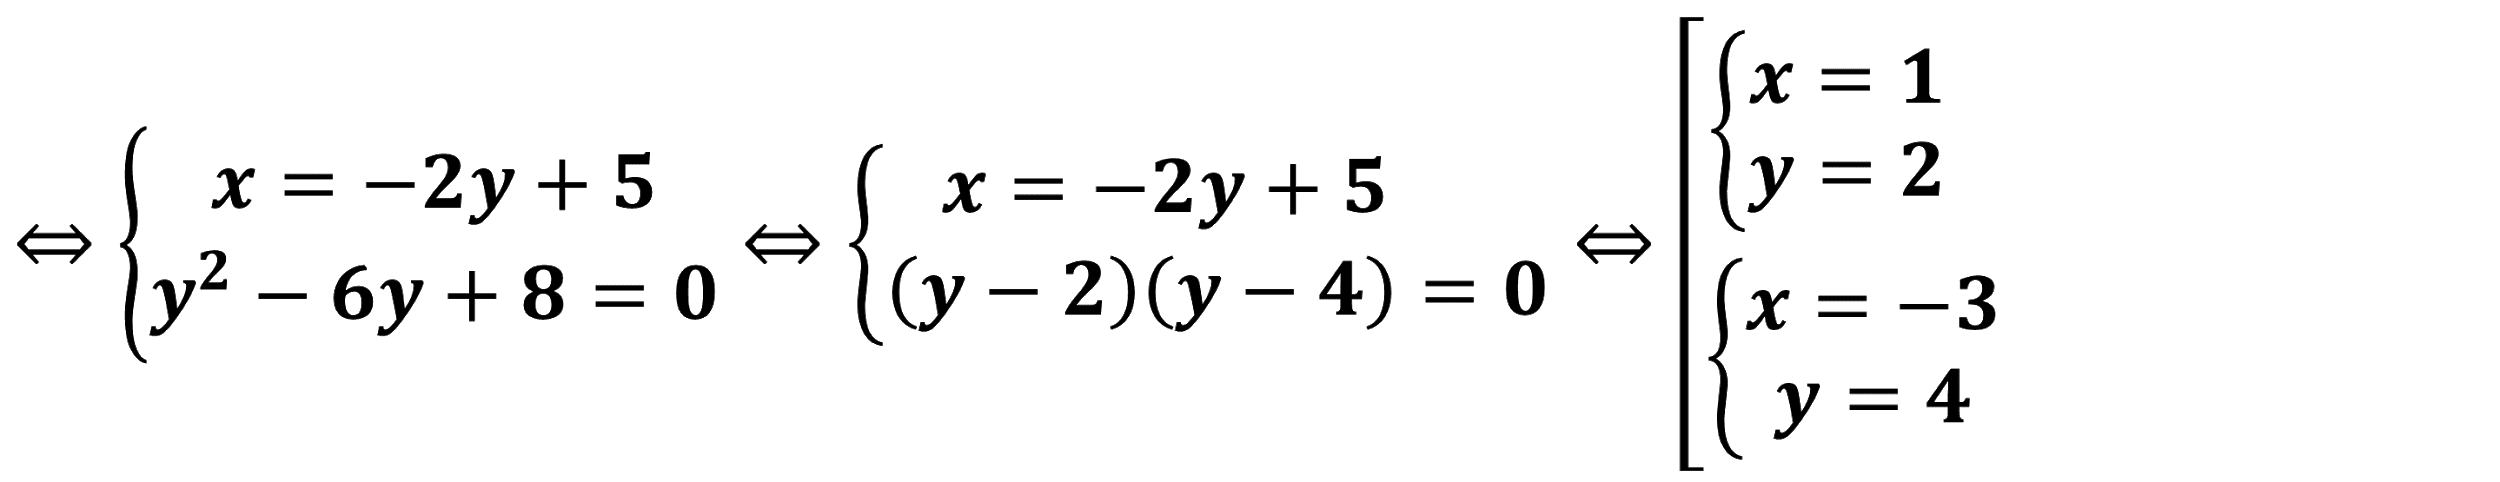 ⇔ { x = −2y + 5
y² − 6y + 8 = 0 ⇔ { x = −2y + 5
(y − 2)(y − 4) = 0 ⇔ [ { x = 1
y = 2
{ x = −3
y = 4